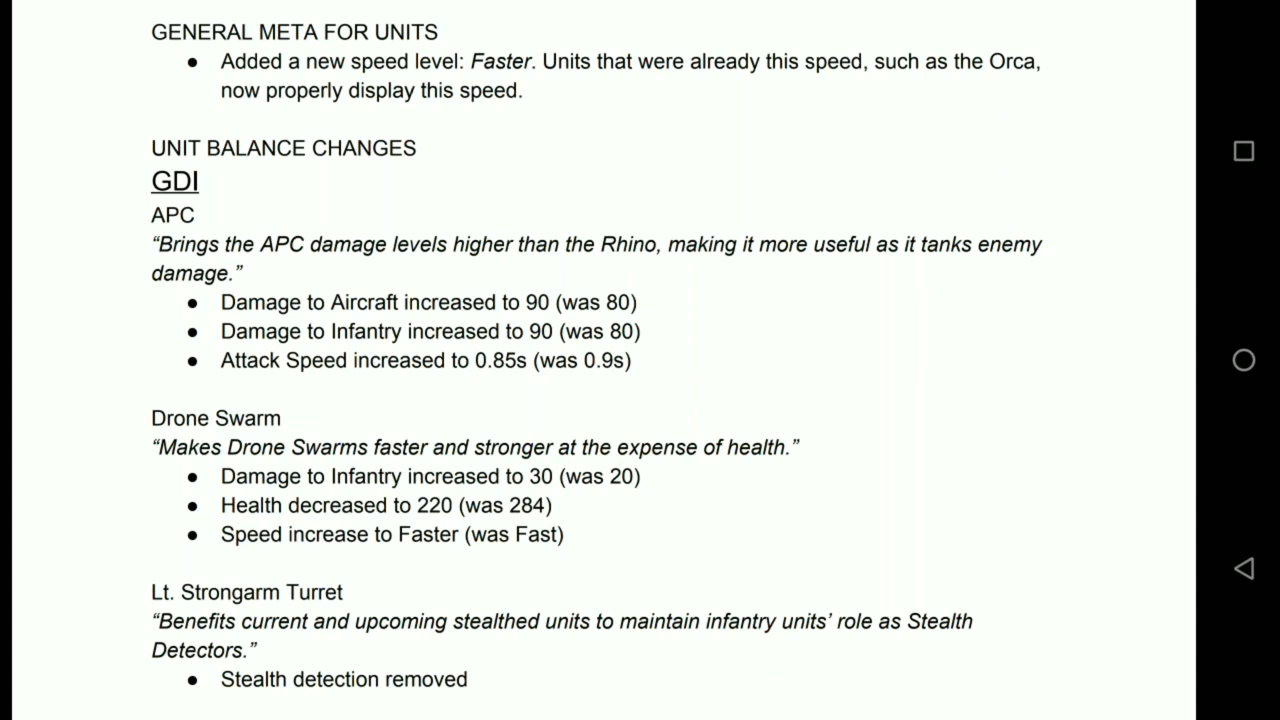 GENERAL META FOR UNITS
● Added a new speed level: Faster. Units that were already this speed, such as the Orca,
now properly display this speed.
UNIT BALANCE CHANGES
GDI
APC
“Brings the APC damage levels higher than the Rhino, making it more useful as it tanks enemy
damage.”
● Damage to Aircraft increased to 90 (was 80)
● Damage to Infantry increased to 90 (was 80)
● Attack Speed increased to 0.85s (was 0.9s)
Drone Swarm
“Makes Drone Swarms faster and stronger at the expense of health.”
● Damage to Infantry increased to 30 (was 20)
● Health decreased to 220 (was 284)
● Speed increase to Faster (was Fast)
Lt. Strongarm Turret
“Benefits current and upcoming stealthed units to maintain infantry units’ role as Stealth
Detectors.”
● Stealth detection removed